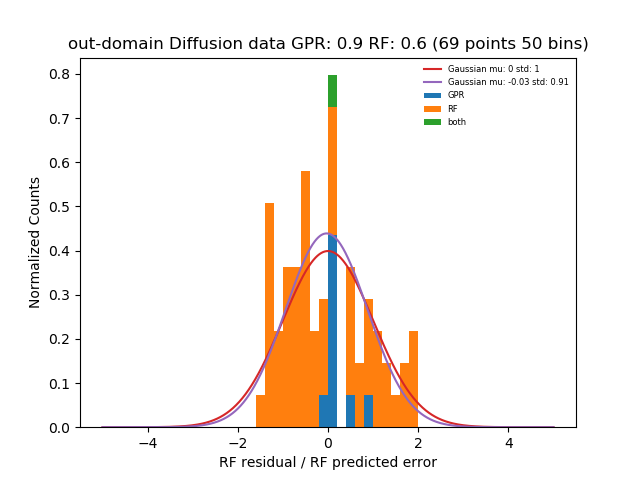 out-domain Diffusion data GPR: 0.9 RF: 0.6 (69 points 50 bins)
Gaussian mu: 0 std: 1
Gaussian mu: -0.03 std: 0.91
GPR
RF
both
Normalized Counts
0.8
0.7
0.6
0.5
0.4
0.3
0.2
0.1
0.0
−4 −2 0 2 4
RF residual / RF predicted error